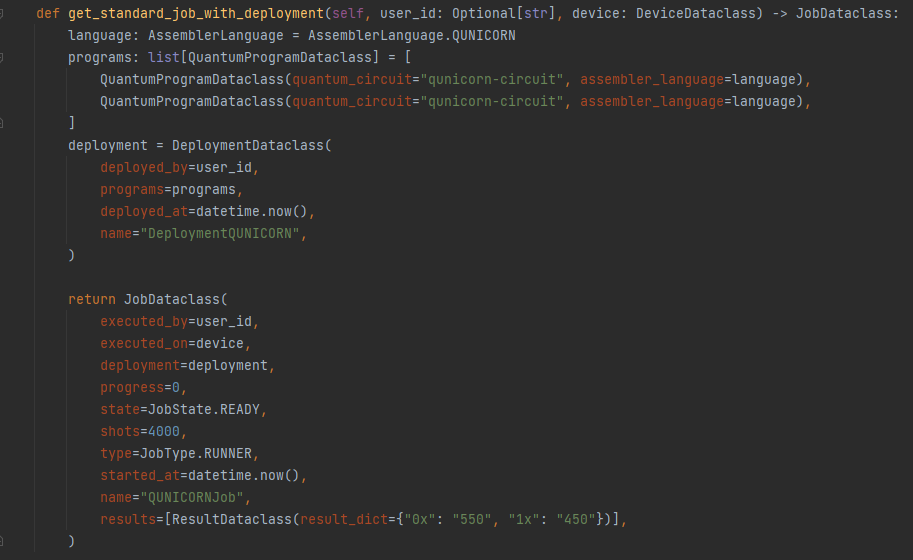 def get_standard_job_with_deployment(self, user_id: Optional[str], device: DeviceDataclass) -> JobDataclass:
    language: AssemblerLanguage = AssemblerLanguage.QUNICORN
    programs: list[QuantumProgramDataclass] = [
        QuantumProgramDataclass(quantum_circuit="qunicorn-circuit", assembler_language=language),
        QuantumProgramDataclass(quantum_circuit="qunicorn-circuit", assembler_language=language),
    ]
    deployment = DeploymentDataclass(
        deployed_by=user_id,
        programs=programs,
        deployed_at=datetime.now(),
        name="DeploymentQUNICORN",
    )

    return JobDataclass(
        executed_by=user_id,
        executed_on=device,
        deployment=deployment,
        progress=0,
        state=JobState.READY,
        shots=4000,
        type=JobType.RUNNER,
        started_at=datetime.now(),
        name="QUNICORNJob",
        results=[ResultDataclass(result_dict={"0x": "550", "1x": "450"})],
    )